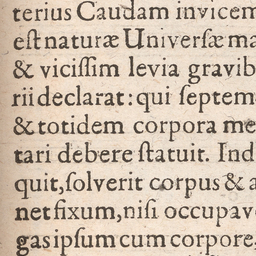 terius Caudam invicem
eſt naturæ Univerſæ ma
& viciſſim levia gravib
rii declarat: qui ſeptem
& totidem corpora me
tari debere ſtatuit. Ind
quit, ſolverit corpus & a
net fixum, niſi occupav
gas ipſum cum corpore,